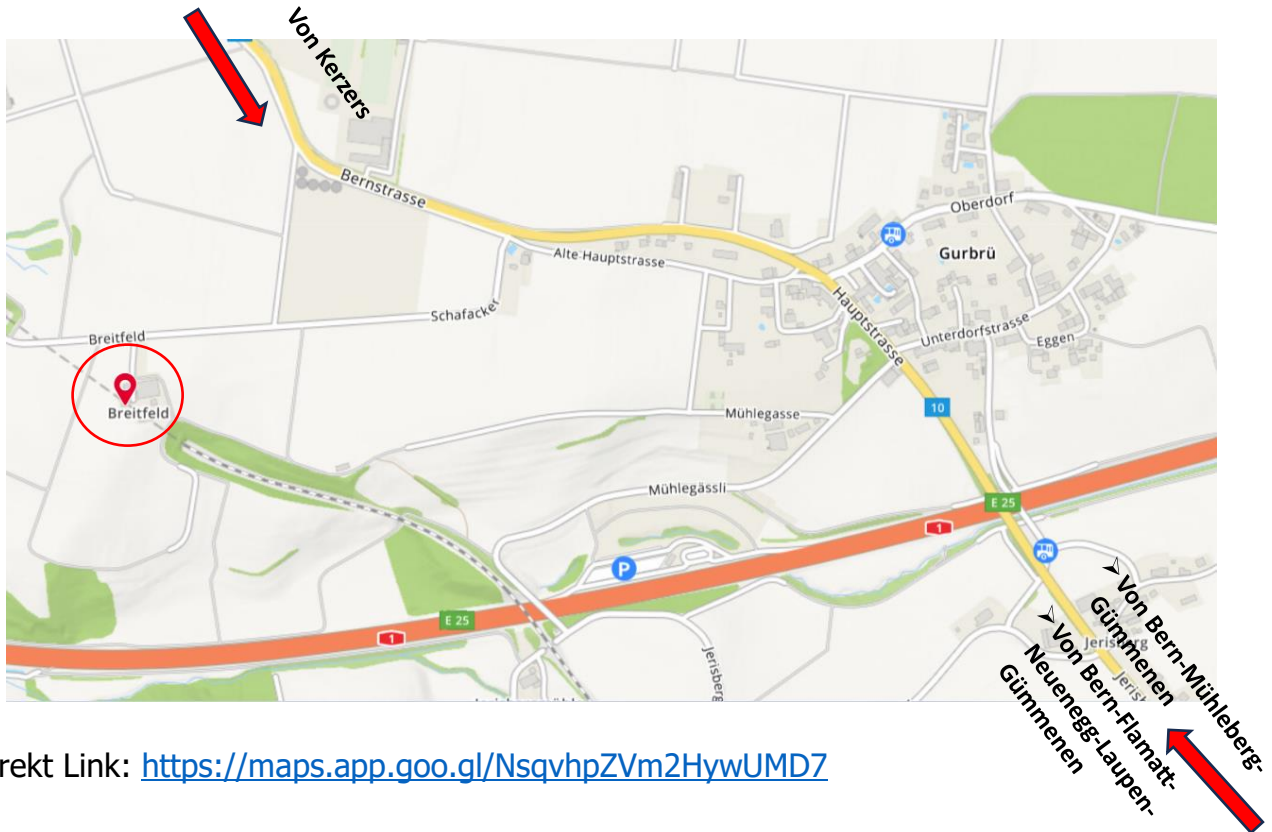 Von Kerzers
Bernstrasse
Oberdorf
Alte Hauptstrasse
Gurbrü
Hauptstrasse
Schafacker
Unterdorfstrasse
Eggen
Breitfeld
Breitfeld
10
Mühlegasse
Mühlegässli
E 25
1
P
E 25
1
Jerisberg
Jerisberg
➢ Von Bern-Mühleberg-
Gümmenen
➢ Von Bern-Flamatt-
Neuenegg-Laupen-
Gümmenen
rekt Link: https://maps.app.goo.gl/NsqvhpZVm2HywUMD7